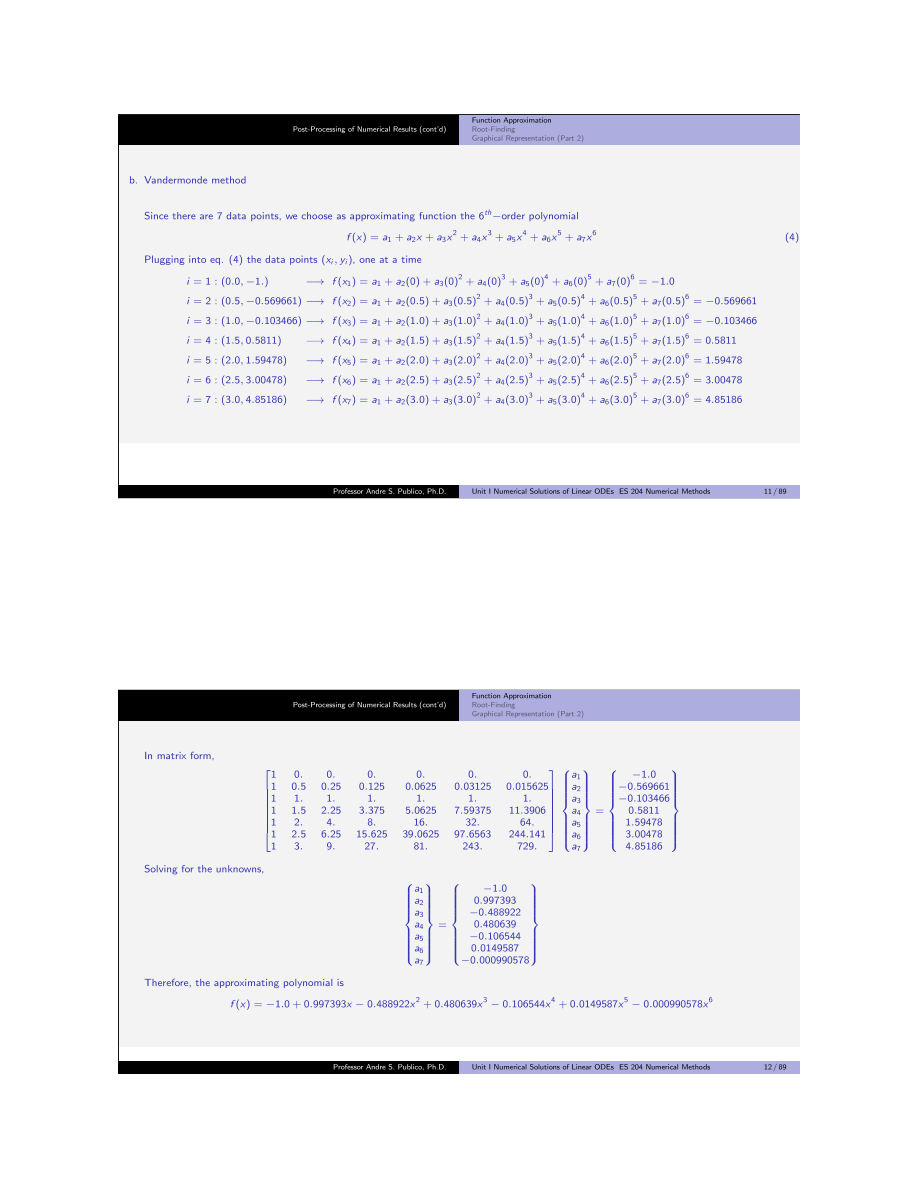 Post-Processing of Numerical Results (cont'd)
Function Approximation
Root-Finding
Graphical Representation (Part 2)
b. Vandermonde method
Since there are 7 data points, we choose as approximating function the 6^th−order polynomial
f(x) = a₁ + a₂x + a₃x² + a₄x³ + a₅x⁴ + a₆x⁵ + a₇x⁶ (4)
Plugging into eq. (4) the data points (xᵢ, yᵢ), one at a time
i = 1 : (0.0, −1.) ⟶ f(x₁) = a₁ + a₂(0) + a₃(0)² + a₄(0)³ + a₅(0)⁴ + a₆(0)⁵ + a₇(0)⁶ = −1.0
i = 2 : (0.5, −0.569661) ⟶ f(x₂) = a₁ + a₂(0.5) + a₃(0.5)² + a₄(0.5)³ + a₅(0.5)⁴ + a₆(0.5)⁵ + a₇(0.5)⁶ = −0.569661
i = 3 : (1.0, −0.103466) ⟶ f(x₃) = a₁ + a₂(1.0) + a₃(1.0)² + a₄(1.0)³ + a₅(1.0)⁴ + a₆(1.0)⁵ + a₇(1.0)⁶ = −0.103466
i = 4 : (1.5, 0.5811) ⟶ f(x₄) = a₁ + a₂(1.5) + a₃(1.5)² + a₄(1.5)³ + a₅(1.5)⁴ + a₆(1.5)⁵ + a₇(1.5)⁶ = 0.5811
i = 5 : (2.0, 1.59478) ⟶ f(x₅) = a₁ + a₂(2.0) + a₃(2.0)² + a₄(2.0)³ + a₅(2.0)⁴ + a₆(2.0)⁵ + a₇(2.0)⁶ = 1.59478
i = 6 : (2.5, 3.00478) ⟶ f(x₆) = a₁ + a₂(2.5) + a₃(2.5)² + a₄(2.5)³ + a₅(2.5)⁴ + a₆(2.5)⁵ + a₇(2.5)⁶ = 3.00478
i = 7 : (3.0, 4.85186) ⟶ f(x₇) = a₁ + a₂(3.0) + a₃(3.0)² + a₄(3.0)³ + a₅(3.0)⁴ + a₆(3.0)⁵ + a₇(3.0)⁶ = 4.85186
Professor Andre S. Publico, Ph.D. Unit I Numerical Solutions of Linear ODEs ES 204 Numerical Methods 11 / 89
Post-Processing of Numerical Results (cont'd)
Function Approximation
Root-Finding
Graphical Representation (Part 2)
In matrix form,
1 0. 0. 0. 0. 0. 0. a₁ −1.0
1 0.5 0.25 0.125 0.0625 0.03125 0.015625 a₂ −0.569661
1 1. 1. 1. 1. 1. 1. a₃ −0.103466
1 1.5 2.25 3.375 5.0625 7.59375 11.3906 a₄ = 0.5811
1 2. 4. 8. 16. 32. 64. a₅ 1.59478
1 2.5 6.25 15.625 39.0625 97.6563 244.141 a₆ 3.00478
1 3. 9. 27. 81. 243. 729. a₇ 4.85186
Solving for the unknowns,
a₁ −1.0
a₂ 0.997393
a₃ −0.488922
a₄ = 0.480639
a₅ −0.106544
a₆ 0.0149587
a₇ −0.000990578
Therefore, the approximating polynomial is
f(x) = −1.0 + 0.997393x − 0.488922x² + 0.480639x³ − 0.106544x⁴ + 0.0149587x⁵ − 0.000990578x⁶
Professor Andre S. Publico, Ph.D. Unit I Numerical Solutions of Linear ODEs ES 204 Numerical Methods 12 / 89